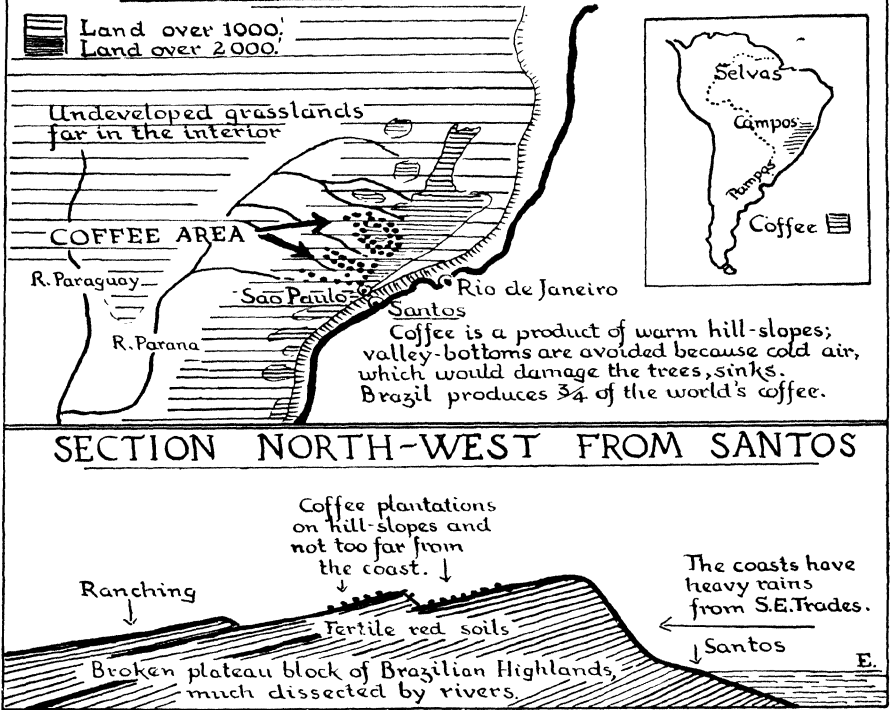 Land over 1000'.
Land over 2000'.
Undeveloped grasslands
far in the interior
COFFEE AREA
R. Paraguay
R. Parana
Sao Paulo
Santos
Rio de Janeiro
Coffee is a product of warm hill-slopes;
valley-bottoms are avoided because cold air,
which would damage the trees, sinks.
Brazil produces ¾ of the world's coffee.
Selvas
Campos
Pampas
Coffee
SECTION NORTH-WEST FROM SANTOS
Coffee plantations
on hill-slopes and
not too far from
the coast.
Ranching
The coasts have
heavy rains
from S.E. Trades.
Santos
E.
Fertile red soils
Broken plateau block of Brazilian Highlands,
much dissected by rivers.